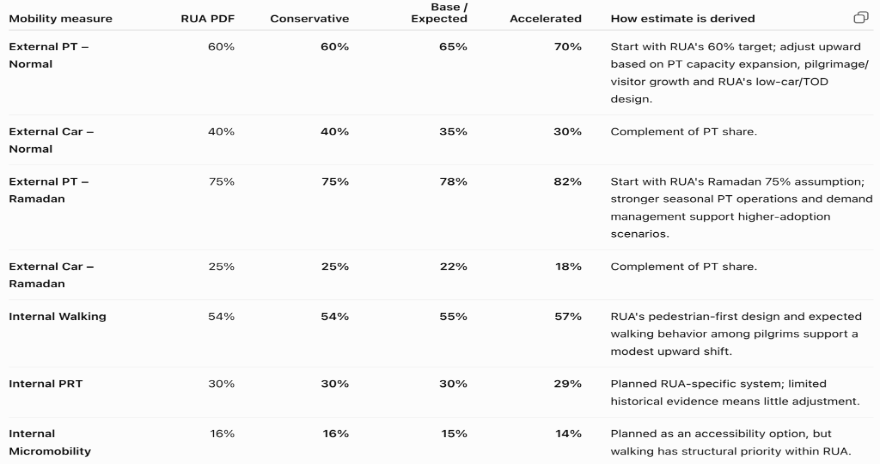 Mobility measure RUA PDF Conservative Base / Expected Accelerated How estimate is derived
External PT – Normal 60% 60% 65% 70% Start with RUA's 60% target; adjust upward
based on PT capacity expansion, pilgrimage/
visitor growth and RUA's low-car/TOD
design.
External Car – Normal 40% 40% 35% 30% Complement of PT share.
External PT – Ramadan 75% 75% 78% 82% Start with RUA's Ramadan 75% assumption;
stronger seasonal PT operations and demand
management support higher-adoption
scenarios.
External Car – Ramadan 25% 25% 22% 18% Complement of PT share.
Internal Walking 54% 54% 55% 57% RUA's pedestrian-first design and expected
walking behavior among pilgrims support a
modest upward shift.
Internal PRT 30% 30% 30% 29% Planned RUA-specific system; limited
historical evidence means little adjustment.
Internal Micromobility 16% 16% 15% 14% Planned as an accessibility option, but
walking has structural priority within RUA.